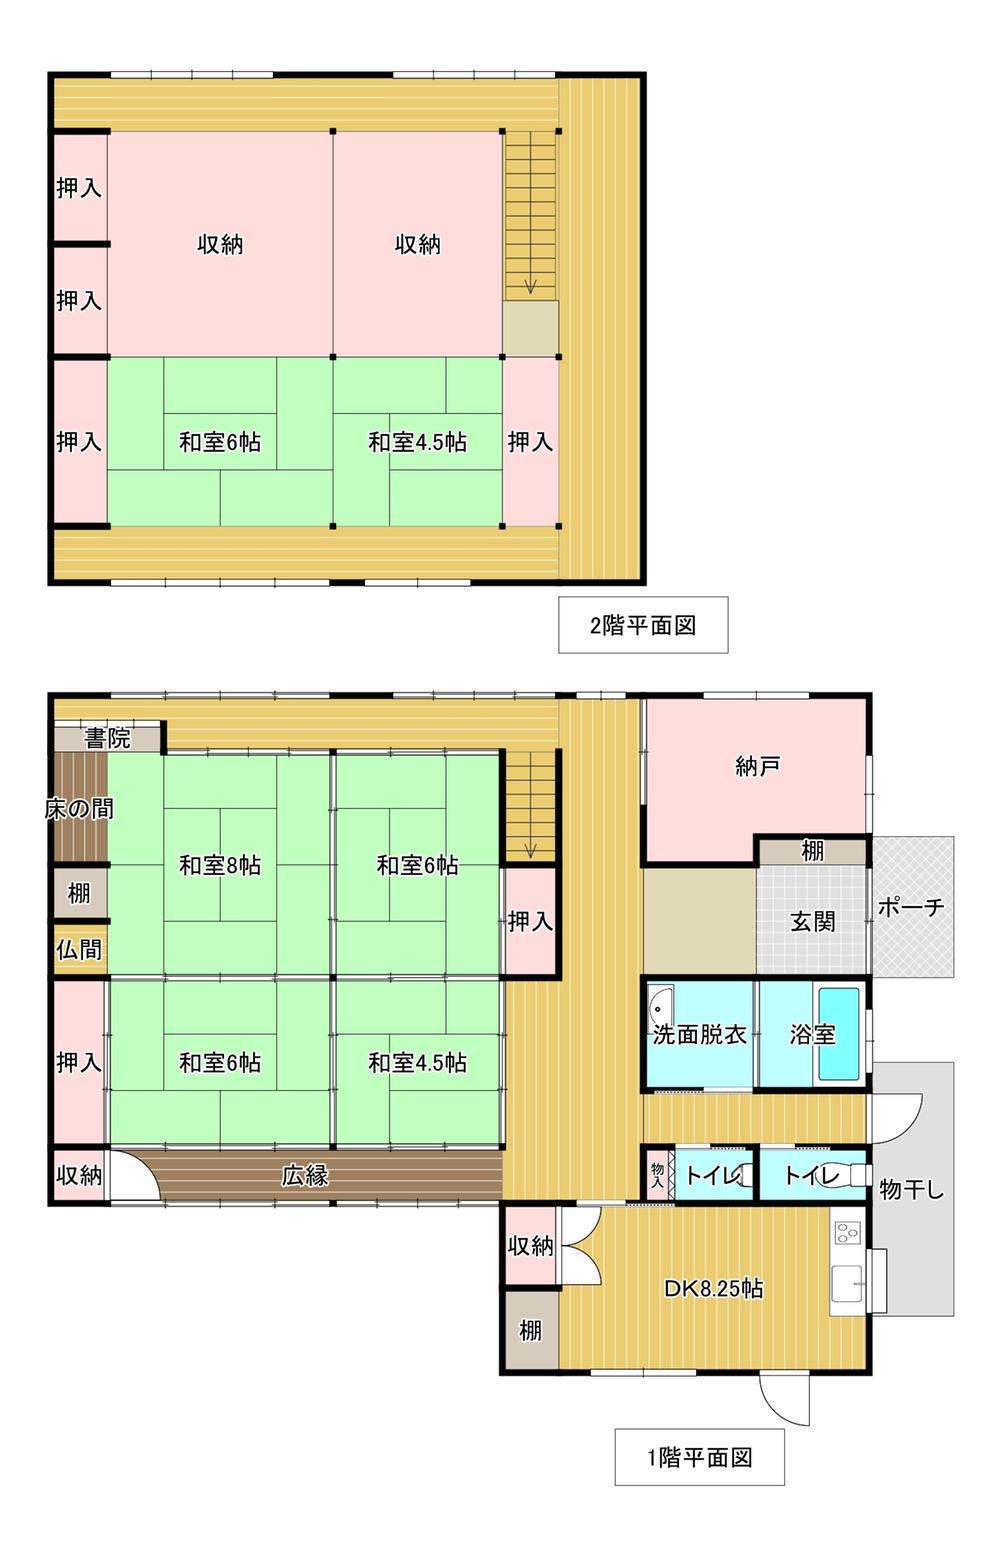 押入
収納
収納
押入
押入
和室6帖
和室4.5帖
押入
2階平面図
書院
納戸
床の間
棚
和室8帖
和室6帖
棚
押入
玄関
ポーチ
仏間
洗面脱衣
浴室
押入
和室6帖
和室4.5帖
収納
広縁
物入
トイレ
トイレ
物干し
収納
DK8.25帖
棚
1階平面図